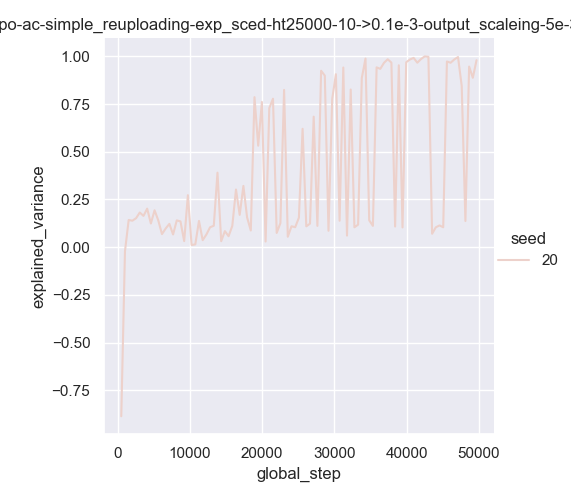 po-ac-simple_reuploading-exp_sced-ht25000-10->0.1e-3-output_scaleing-5e-3
1.00
0.75
0.50
0.25
0.00
−0.25
−0.50
−0.75
explained_variance
0 10000 20000 30000 40000 50000
global_step
seed
20